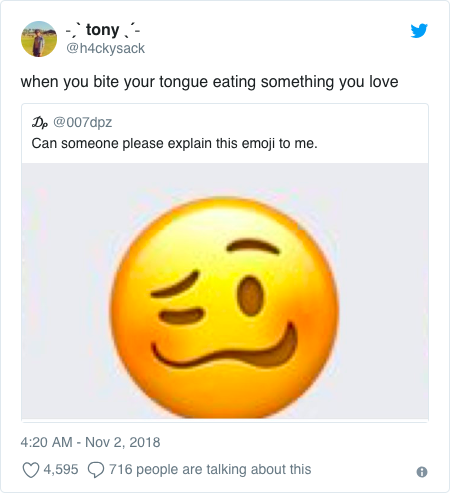 -ˏˋ tony ˎˊ-
@h4ckysack
when you bite your tongue eating something you love
𝒟𝓅 @007dpz
Can someone please explain this emoji to me.
4:20 AM - Nov 2, 2018
4,595 716 people are talking about this